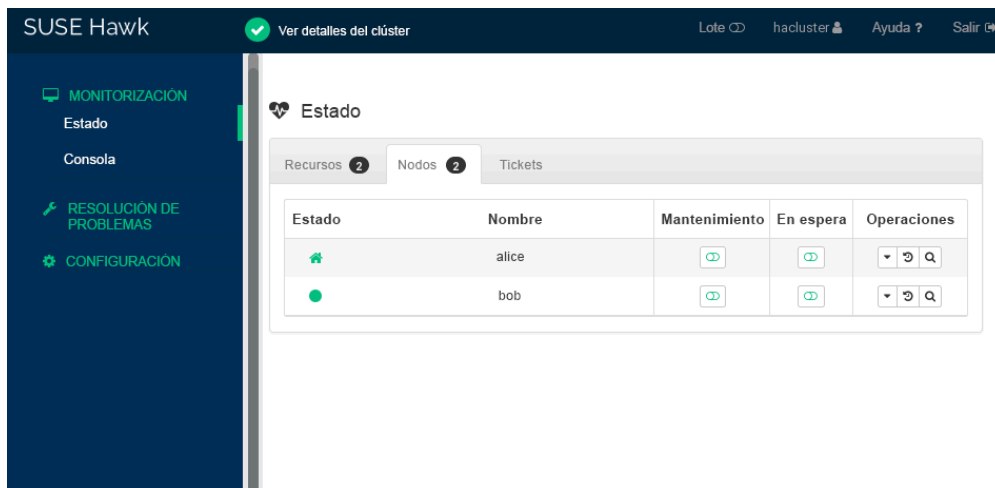 SUSE Hawk
Ver detalles del clúster
Lote
hacluster
Ayuda ?
Salir
MONITORIZACIÓN
Estado
Consola
RESOLUCIÓN DE
PROBLEMAS
CONFIGURACIÓN
Estado
Recursos 2 Nodos 2 Tickets
Estado Nombre Mantenimiento En espera Operaciones
alice
bob